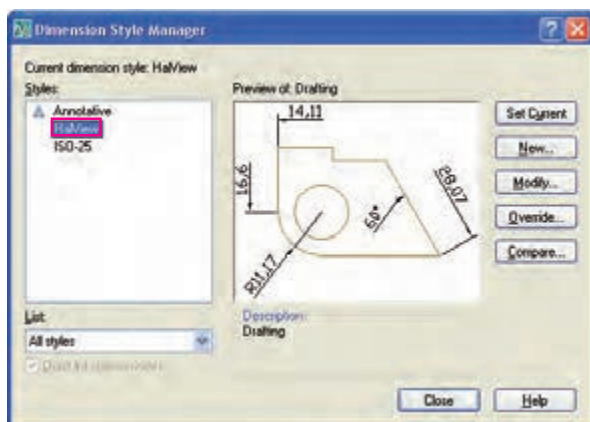 Dimension Style Manager
Current dimension style: HalView
Styles:
Annotative
HalView
ISO-25
List:
All styles
Preview of: Drafting
14,11
16,6
R11,17
60°
28,07
Description:
Drafting
Set Current
New...
Modify...
Override...
Compare...
Close
Help